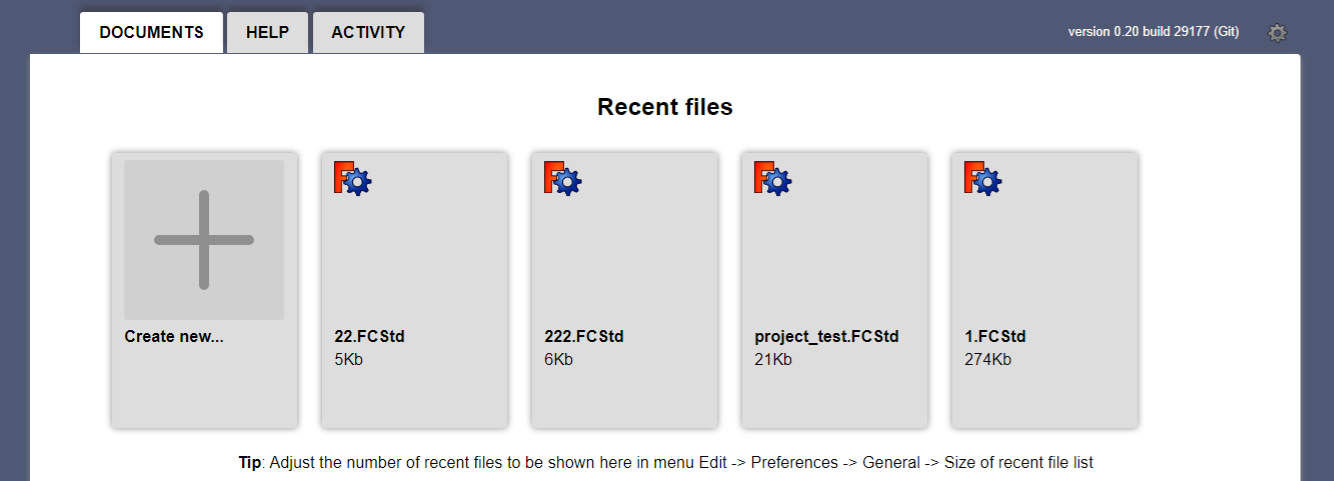 DOCUMENTS HELP ACTIVITY version 0.20 build 29177 (Git)
Recent files
Create new... 22.FCStd 222.FCStd project_test.FCStd 1.FCStd
5Kb 6Kb 21Kb 274Kb
Tip: Adjust the number of recent files to be shown here in menu Edit -> Preferences -> General -> Size of recent file list